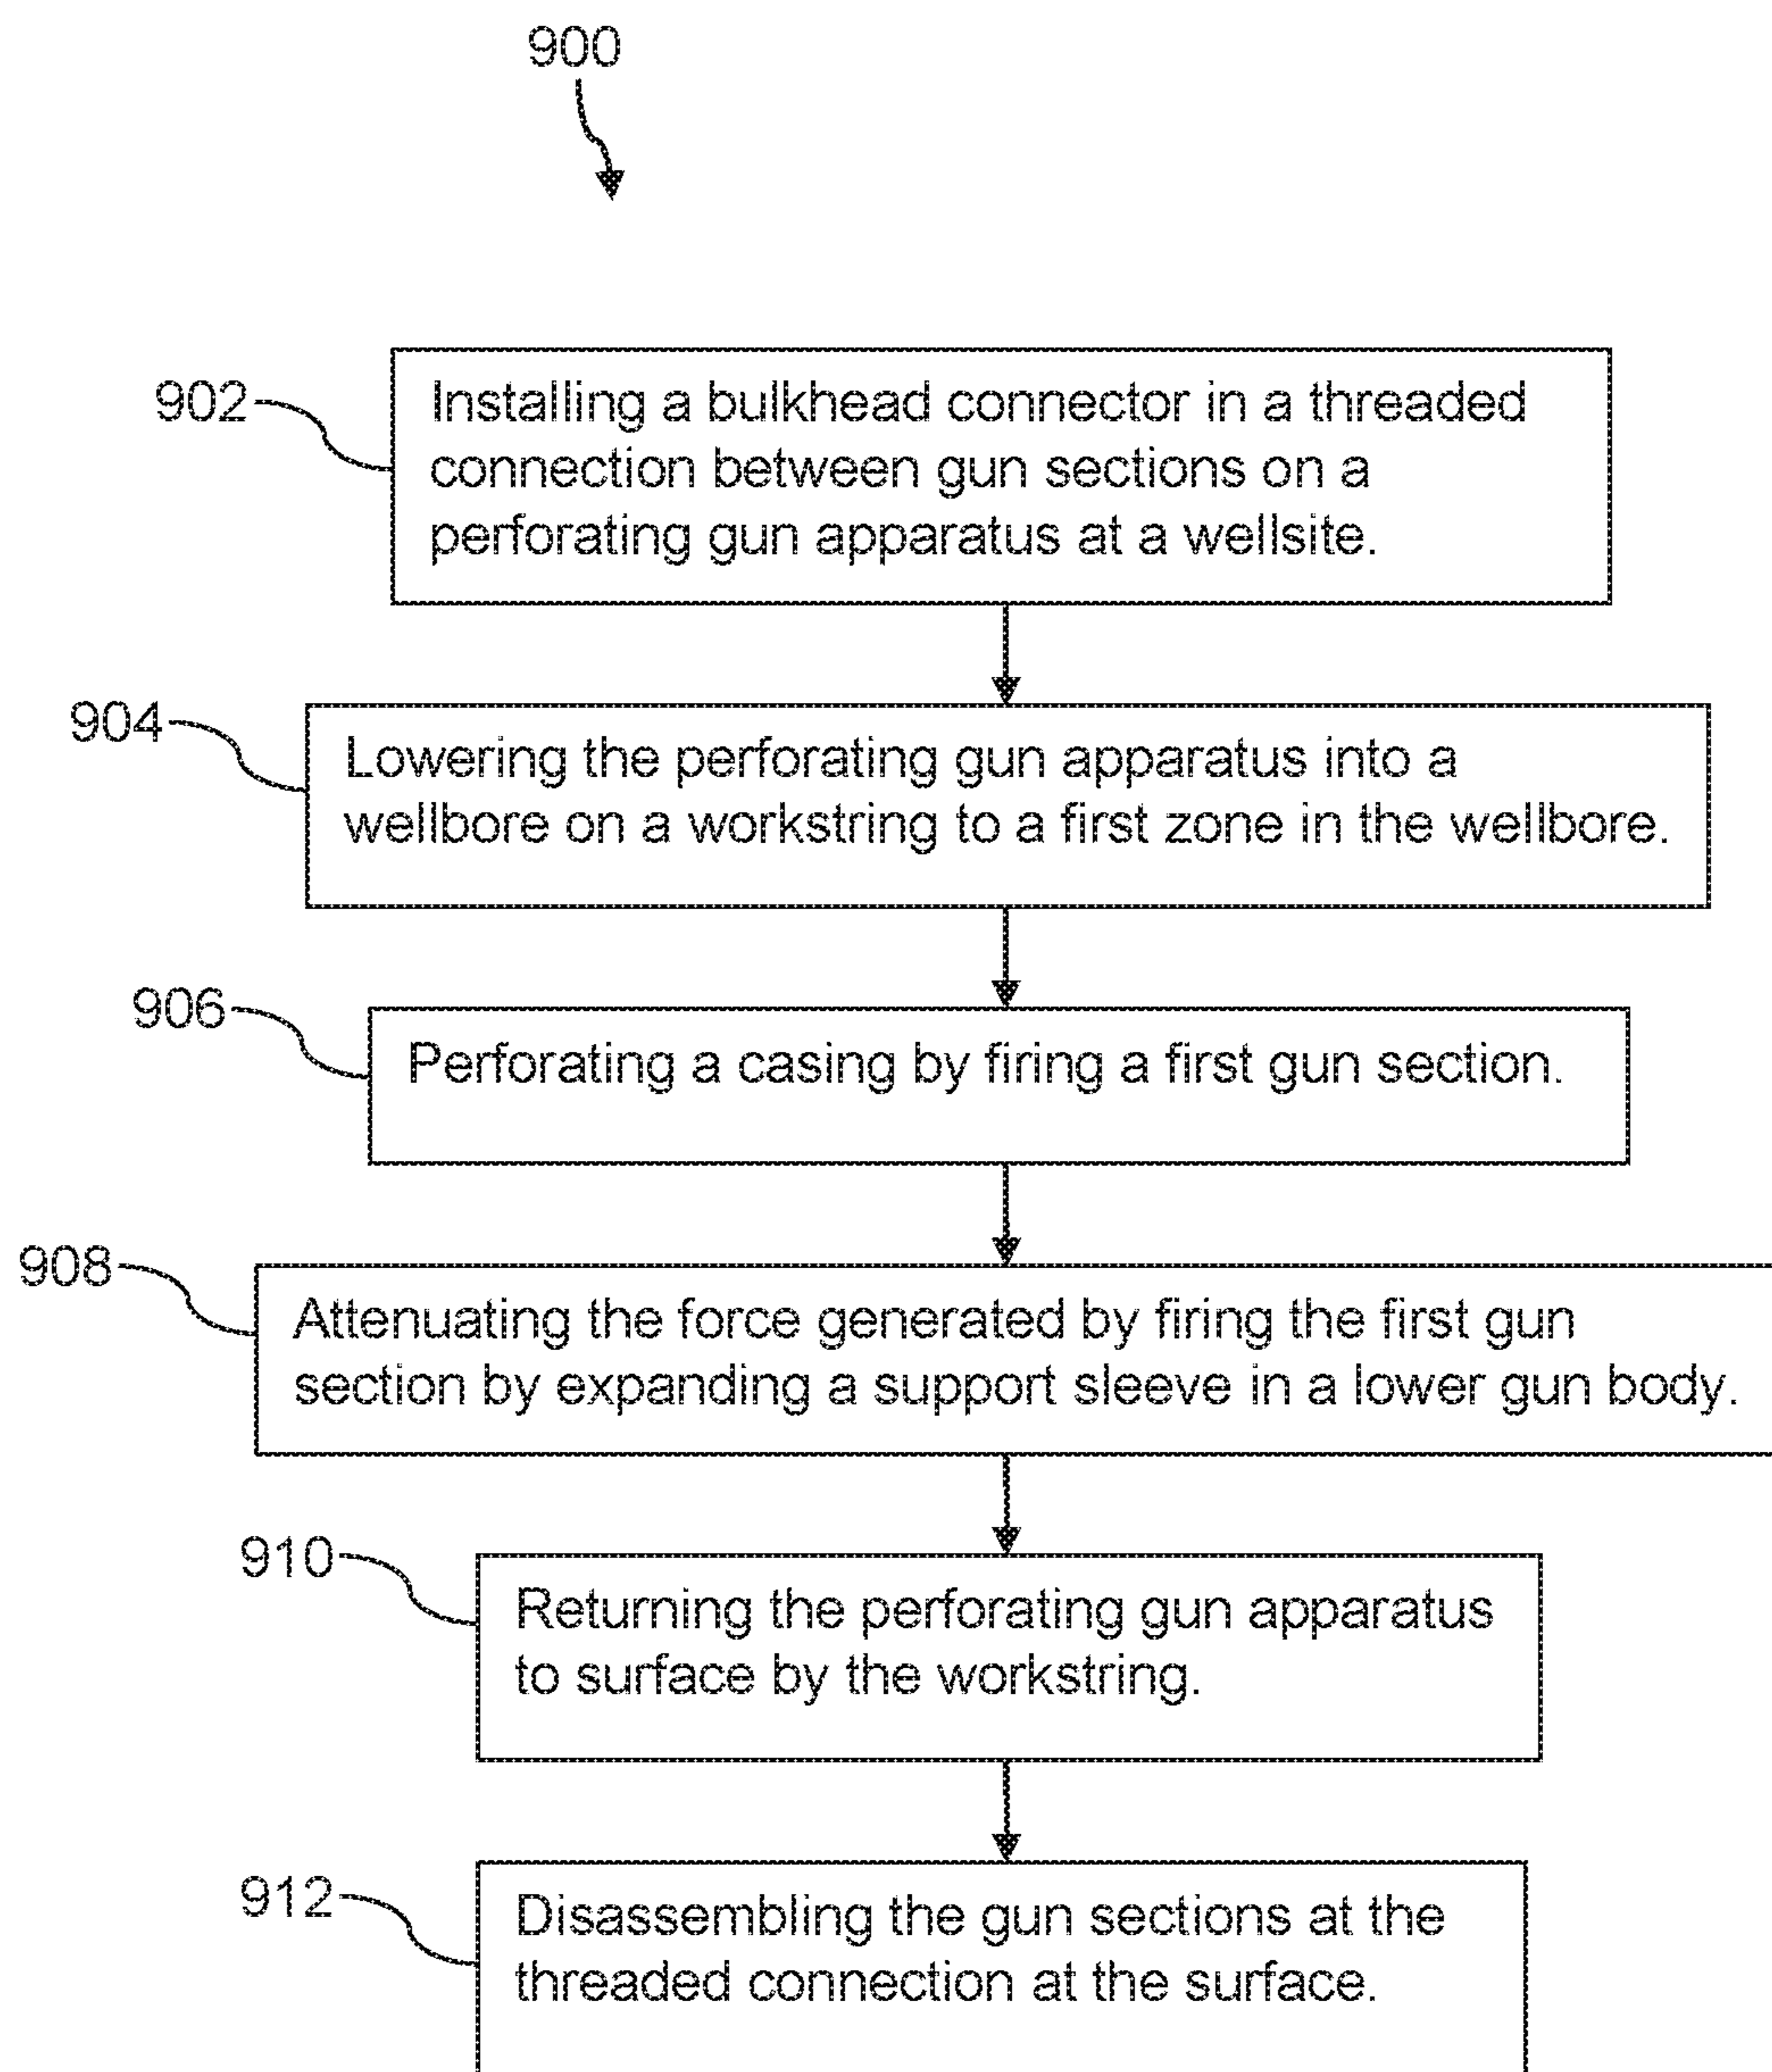 900
902
Installing a bulkhead connector in a threaded
connection between gun sections on a
perforating gun apparatus at a wellsite.
904
Lowering the perforating gun apparatus into a
wellbore on a workstring to a first zone in the wellbore.
906
Perforating a casing by firing a first gun section.
908
Attenuating the force generated by firing the first gun
section by expanding a support sleeve in a lower gun body.
910
Returning the perforating gun apparatus
to surface by the workstring.
912
Disassembling the gun sections at the
threaded connection at the surface.